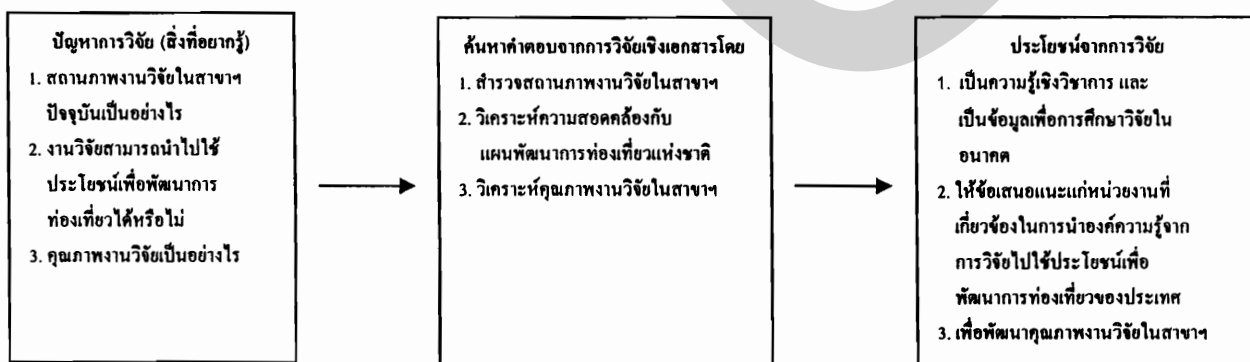 ปัญหาการวิจัย (สิ่งที่อยากรู้)
1. สถานภาพงานวิจัยในสาขาฯ
ปัจจุบันเป็นอย่างไร
2. งานวิจัยสามารถนำไปใช้
ประโยชน์เพื่อพัฒนาการ
ท่องเที่ยวได้หรือไม่
3. คุณภาพงานวิจัยเป็นอย่างไร
ค้นหาคำตอบจากการวิจัยเชิงเอกสารโดย
1. สำรวจสถานภาพงานวิจัยในสาขาฯ
2. วิเคราะห์ความสอดคล้องกับ
แผนพัฒนาการท่องเที่ยวแห่งชาติ
3. วิเคราะห์คุณภาพงานวิจัยในสาขาฯ
ประโยชน์จากการวิจัย
1. เป็นความรู้เชิงวิชาการ และ
เป็นข้อมูลเพื่อการศึกษาวิจัยใน
อนาคต
2. ให้ข้อเสนอแนะแก่หน่วยงานที่
เกี่ยวข้องในการนำองค์ความรู้จาก
การวิจัยไปใช้ประโยชน์เพื่อ
พัฒนาการท่องเที่ยวของประเทศ
3. เพื่อพัฒนาคุณภาพงานวิจัยในสาขาฯ